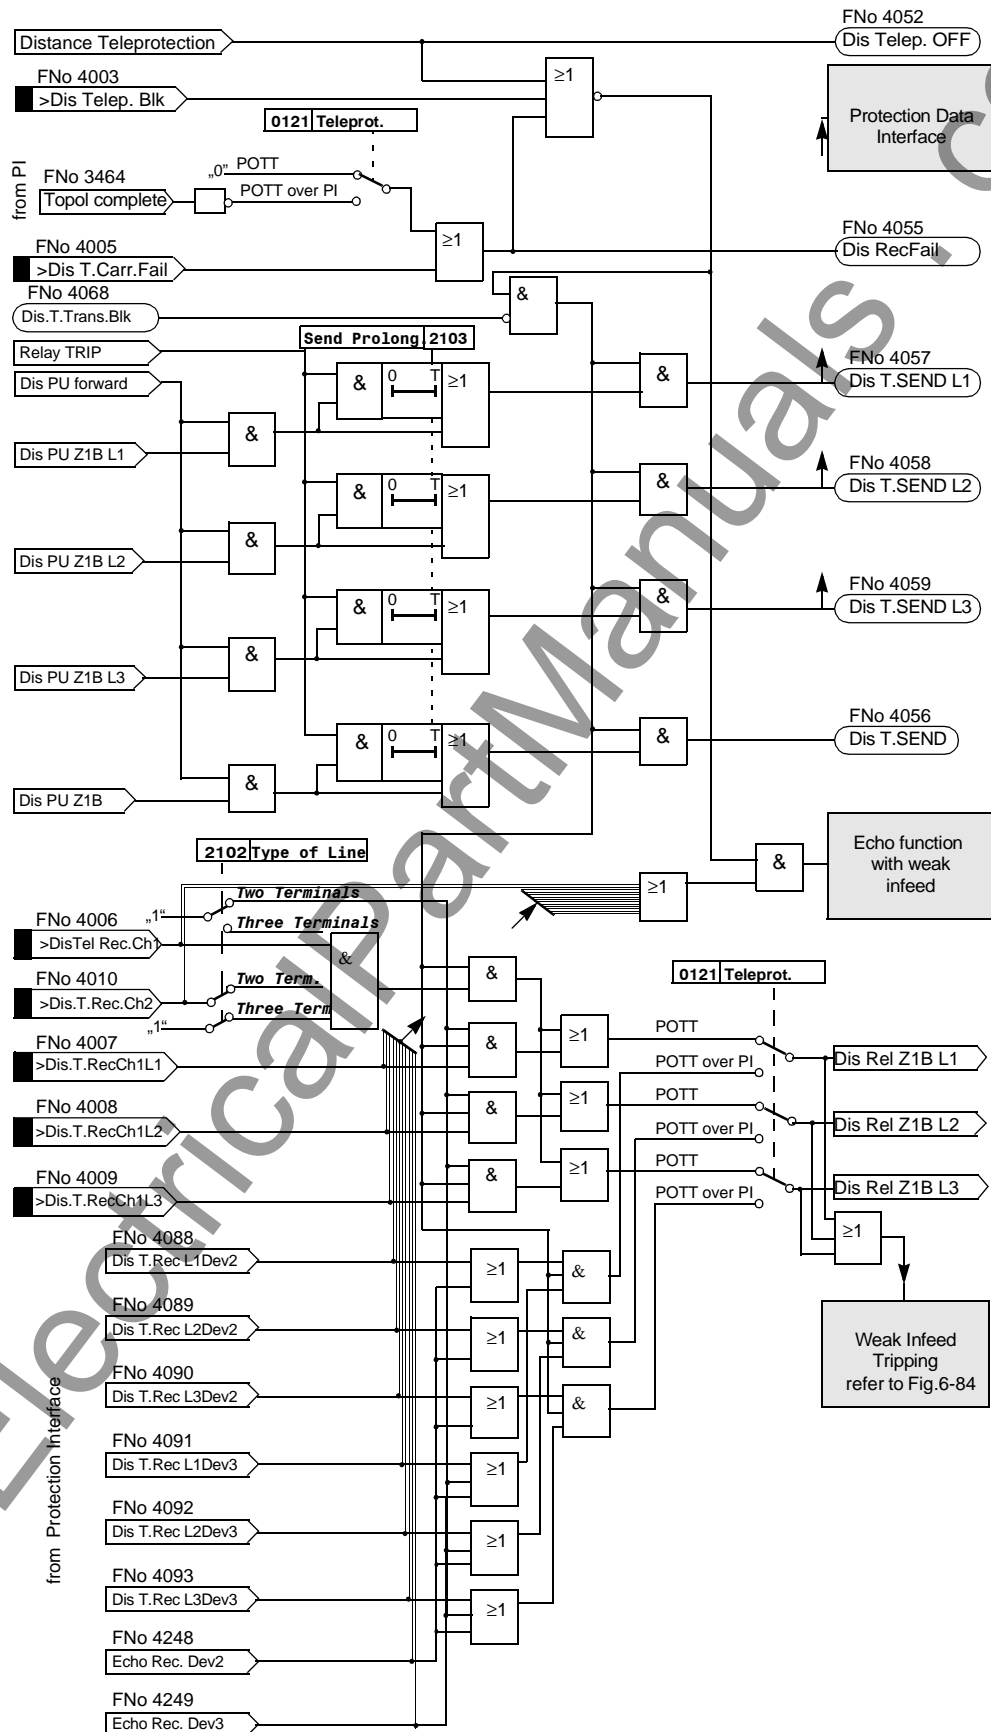 FNo 4052
Distance Teleprotection
Dis Telep. OFF
FNo 4003
≥1
>Dis Telep. Blk
Protection Data
Interface
0121 Teleprot.
from PI
„0" POTT
FNo 3464
POTT over PI
Topol complete
FNo 4055
≥1
Dis RecFail
FNo 4005
>Dis T.Carr.Fail
FNo 4068
&
Dis.T.Trans.Blk
Send Prolong. 2103
Relay TRIP
FNo 4057
Dis PU forward
& 0 T ≥1
&
Dis T.SEND L1
&
Dis PU Z1B L1
FNo 4058
& 0 T ≥1
&
Dis T.SEND L2
&
Dis PU Z1B L2
FNo 4059
& 0 T ≥1
&
Dis T.SEND L3
&
Dis PU Z1B L3
FNo 4056
& 0 T ≥1
&
Dis T.SEND
&
Dis PU Z1B
2102 Type of Line
Echo function
with weak
infeed
&
≥1
Two Terminals
FNo 4006
„1"
Three Terminals
>DisTel Rec.Ch1
&
FNo 4010
Two Term.
&
0121 Teleprot.
>Dis.T.Rec.Ch2
Three Term
„1"
FNo 4007
&
≥1
POTT
>Dis.T.RecCh1L1
POTT over PI
Dis Rel Z1B L1
FNo 4008
&
≥1
POTT
>Dis.T.RecCh1L2
POTT over PI
Dis Rel Z1B L2
FNo 4009
&
≥1
POTT
>Dis.T.RecCh1L3
POTT over PI
Dis Rel Z1B L3
≥1
FNo 4088
Dis T.Rec L1Dev2
≥1
&
FNo 4089
Dis T.Rec L2Dev2
≥1
&
Weak Infeed
Tripping
refer to Fig.6-84
FNo 4090
Dis T.Rec L3Dev2
≥1
&
from Protection Interface
FNo 4091
Dis T.Rec L1Dev3
≥1
FNo 4092
Dis T.Rec L2Dev3
≥1
FNo 4093
Dis T.Rec L3Dev3
≥1
FNo 4248
Echo Rec. Dev2
FNo 4249
Echo Rec. Dev3
ElectricalPartManuals . co